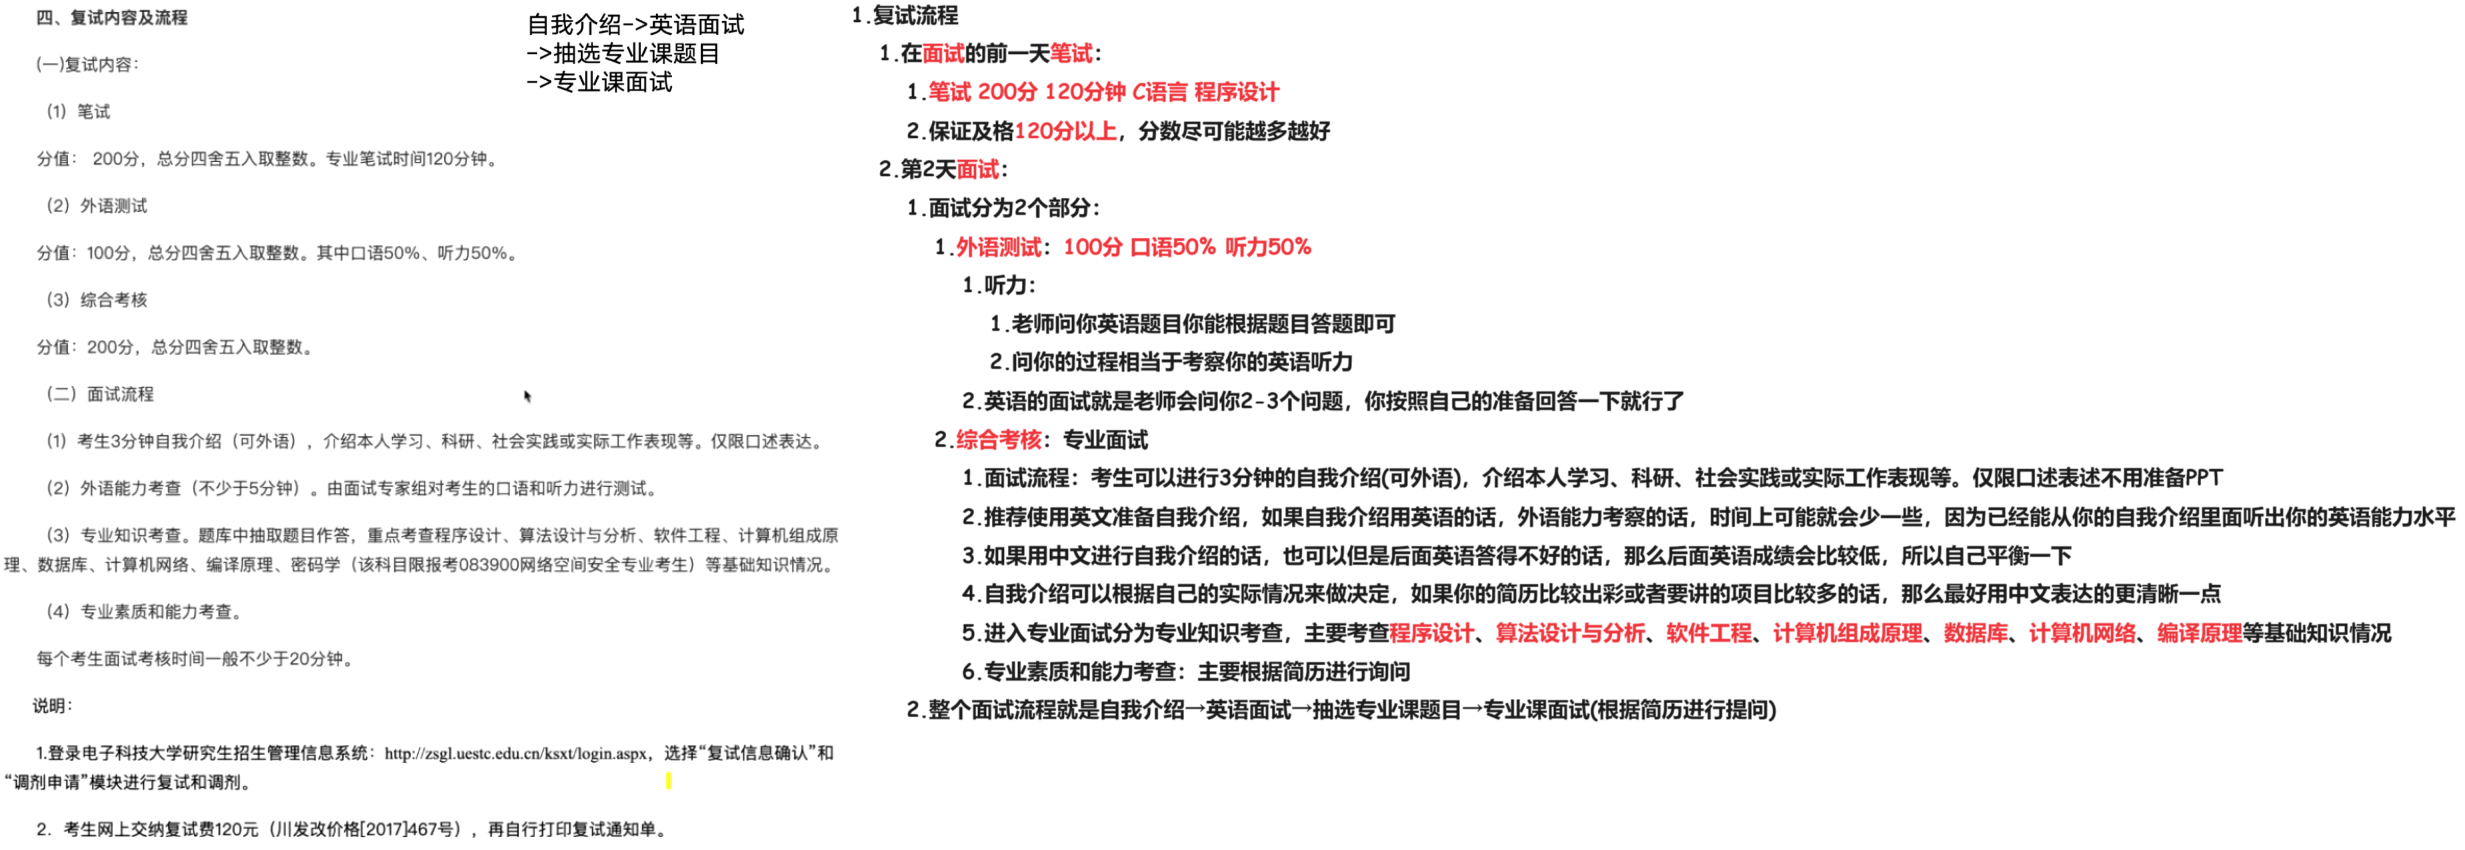 四、复试内容及流程
(一)复试内容：
（1）笔试
分值： 200分，总分四舍五入取整数。专业笔试时间120分钟。
（2）外语测试
分值：100分，总分四舍五入取整数。其中口语50%、听力50%。
（3）综合考核
分值：200分，总分四舍五入取整数。
（二）面试流程
（1）考生3分钟自我介绍（可外语），介绍本人学习、科研、社会实践或实际工作表现等。仅限口述表达。
（2）外语能力考查（不少于5分钟）。由面试专家组对考生的口语和听力进行测试。
（3）专业知识考查。题库中抽取题目作答，重点考查程序设计、算法设计与分析、软件工程、计算机组成原
理、数据库、计算机网络、编译原理、密码学（该科目限报考083900网络空间安全专业考生）等基础知识情况。
（4）专业素质和能力考查。
每个考生面试考核时间一般不少于20分钟。
说明：
1.登录电子科技大学研究生招生管理信息系统：http://zsgl.uestc.edu.cn/ksxt/login.aspx，选择“复试信息确认”和
“调剂申请”模块进行复试和调剂。
2．考生网上交纳复试费120元（川发改价格[2017]467号），再自行打印复试通知单。
自我介绍->英语面试
->抽选专业课题目
->专业课面试
1.复试流程
1.在面试的前一天笔试：
1.笔试 200分 120分钟 C语言 程序设计
2.保证及格120分以上，分数尽可能越多越好
2.第2天面试：
1.面试分为2个部分：
1.外语测试：100分 口语50% 听力50%
1.听力：
1.老师问你英语题目你能根据题目答题即可
2.问你的过程相当于考察你的英语听力
2.英语的面试就是老师会问你2-3个问题，你按照自己的准备回答一下就行了
2.综合考核：专业面试
1.面试流程：考生可以进行3分钟的自我介绍(可外语)，介绍本人学习、科研、社会实践或实际工作表现等。仅限口述表述不用准备PPT
2.推荐使用英文准备自我介绍，如果自我介绍用英语的话，外语能力考察的话，时间上可能就会少一些，因为已经能从你的自我介绍里面听出你的英语能力水平
3.如果用中文进行自我介绍的话，也可以但是后面英语答得不好的话，那么后面英语成绩会比较低，所以自己平衡一下
4.自我介绍可以根据自己的实际情况来做决定，如果你的简历比较出彩或者要讲的项目比较多的话，那么最好用中文表达的更清晰一点
5.进入专业面试分为专业知识考查，主要考查程序设计、算法设计与分析、软件工程、计算机组成原理、数据库、计算机网络、编译原理等基础知识情况
6.专业素质和能力考查：主要根据简历进行询问
2.整个面试流程就是自我介绍→英语面试→抽选专业课题目→专业课面试(根据简历进行提问)